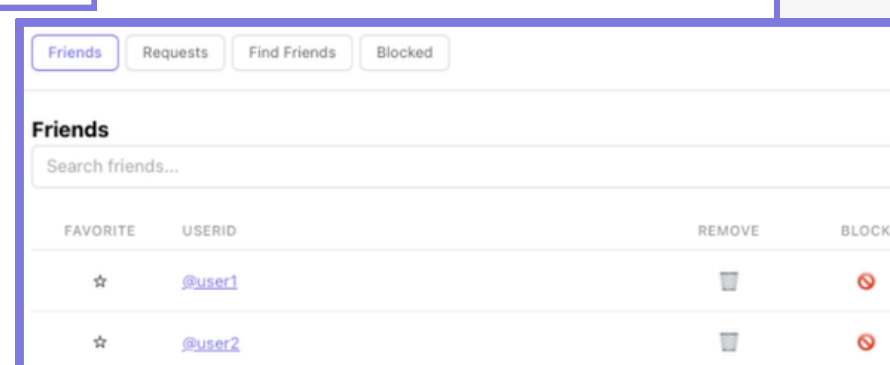 Friends Requests Find Friends Blocked
Friends
Search friends...
FAVORITE USERID REMOVE BLOCK
@user1
@user2